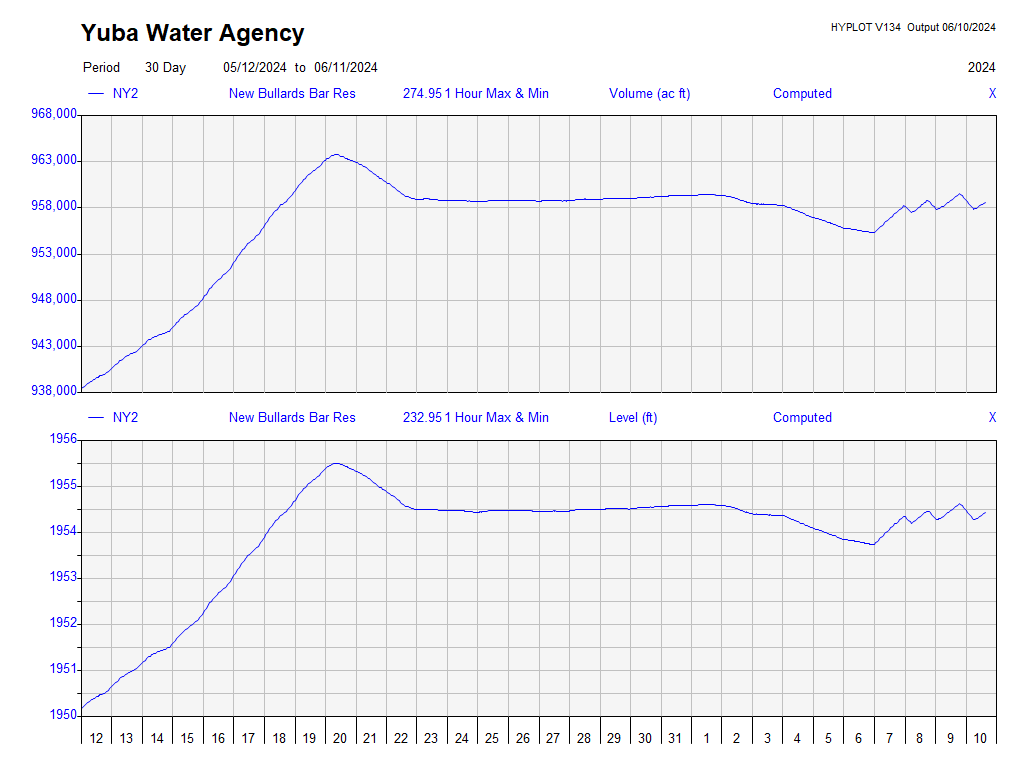 Yuba Water Agency
HYPLOT V134 Output 06/10/2024
Period 30 Day 05/12/2024 to 06/11/2024 2024
NY2 New Bullards Bar Res 274.95 1 Hour Max & Min Volume (ac ft) Computed X
968,000
963,000
958,000
953,000
948,000
943,000
938,000
NY2 New Bullards Bar Res 232.95 1 Hour Max & Min Level (ft) Computed X
1956
1955
1954
1953
1952
1951
1950
12 13 14 15 16 17 18 19 20 21 22 23 24 25 26 27 28 29 30 31 1 2 3 4 5 6 7 8 9 10